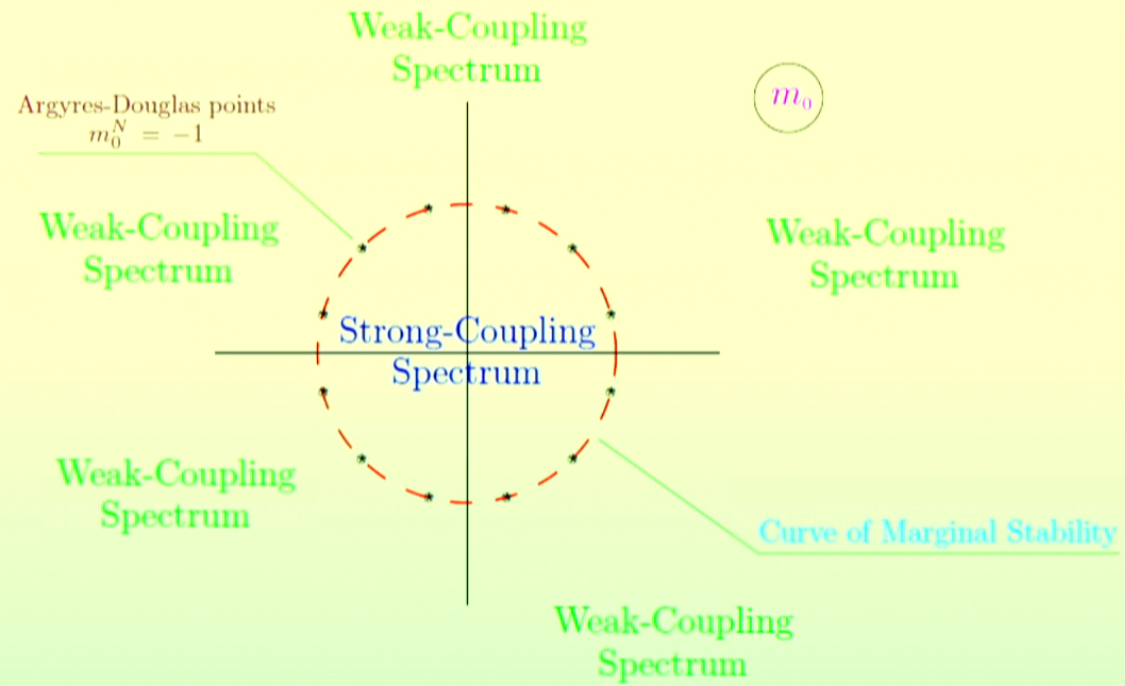 Weak-Coupling
Spectrum
m₀
Argyres-Douglas points
m₀ᴺ = −1
Weak-Coupling
Spectrum
Weak-Coupling
Spectrum
Strong-Coupling
Spectrum
Weak-Coupling
Spectrum
Curve of Marginal Stability
Weak-Coupling
Spectrum